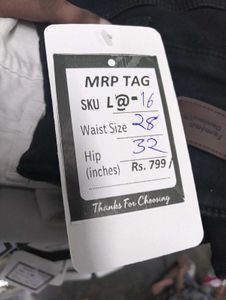 MRP TAG
SKU L@-16
Waist Size 28
Hip 32
(inches) Rs. 799/
Thanks For Choosing